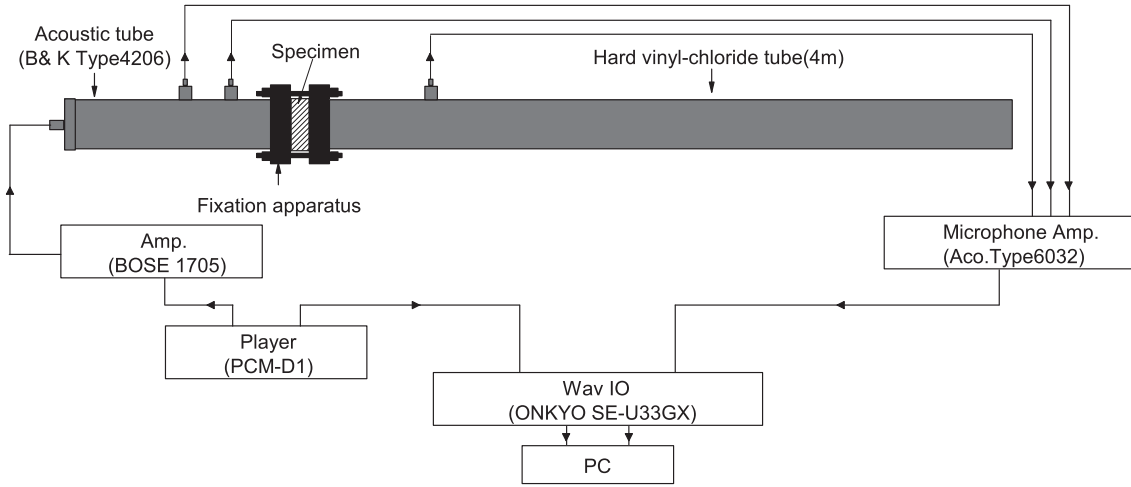 Acoustic tube
(B& K Type4206)
Specimen
Hard vinyl-chloride tube(4m)
Fixation apparatus
Amp.
(BOSE 1705)
Microphone Amp.
(Aco.Type6032)
Player
(PCM-D1)
Wav IO
(ONKYO SE-U33GX)
PC